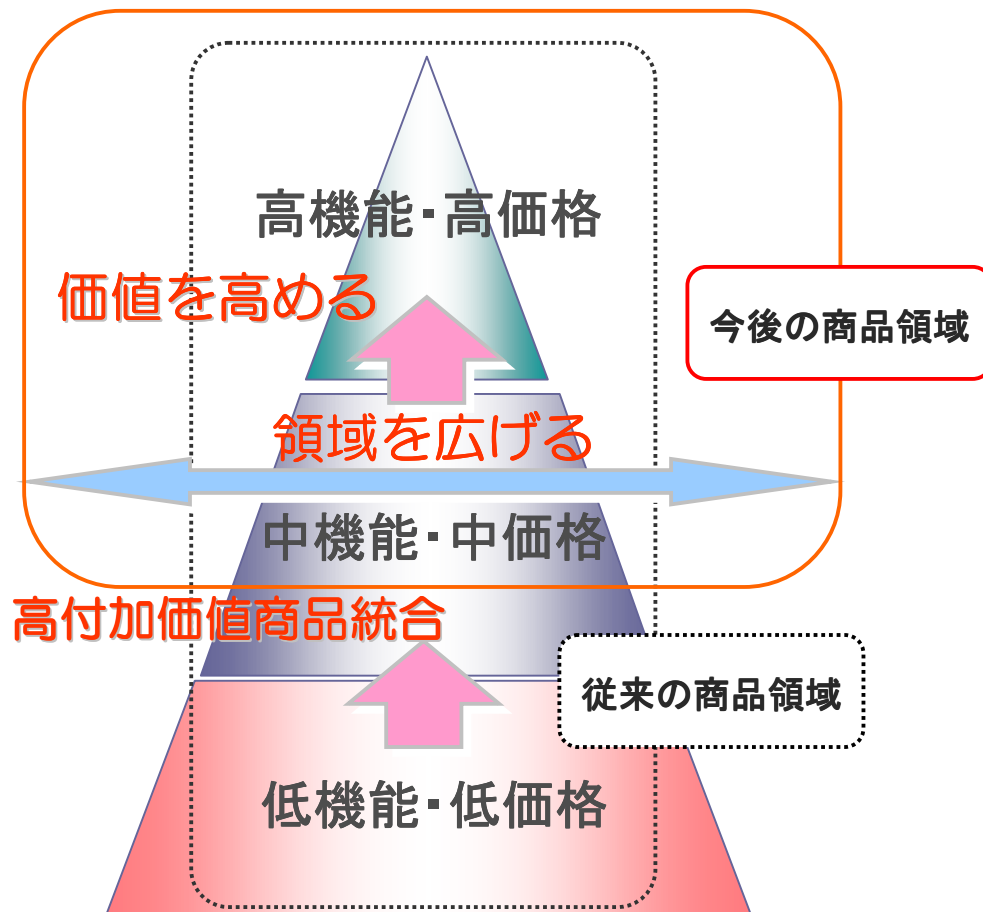 高機能・高価格
価値を高める
今後の商品領域
領域を広げる
中機能・中価格
高付加価値商品統合
従来の商品領域
低機能・低価格